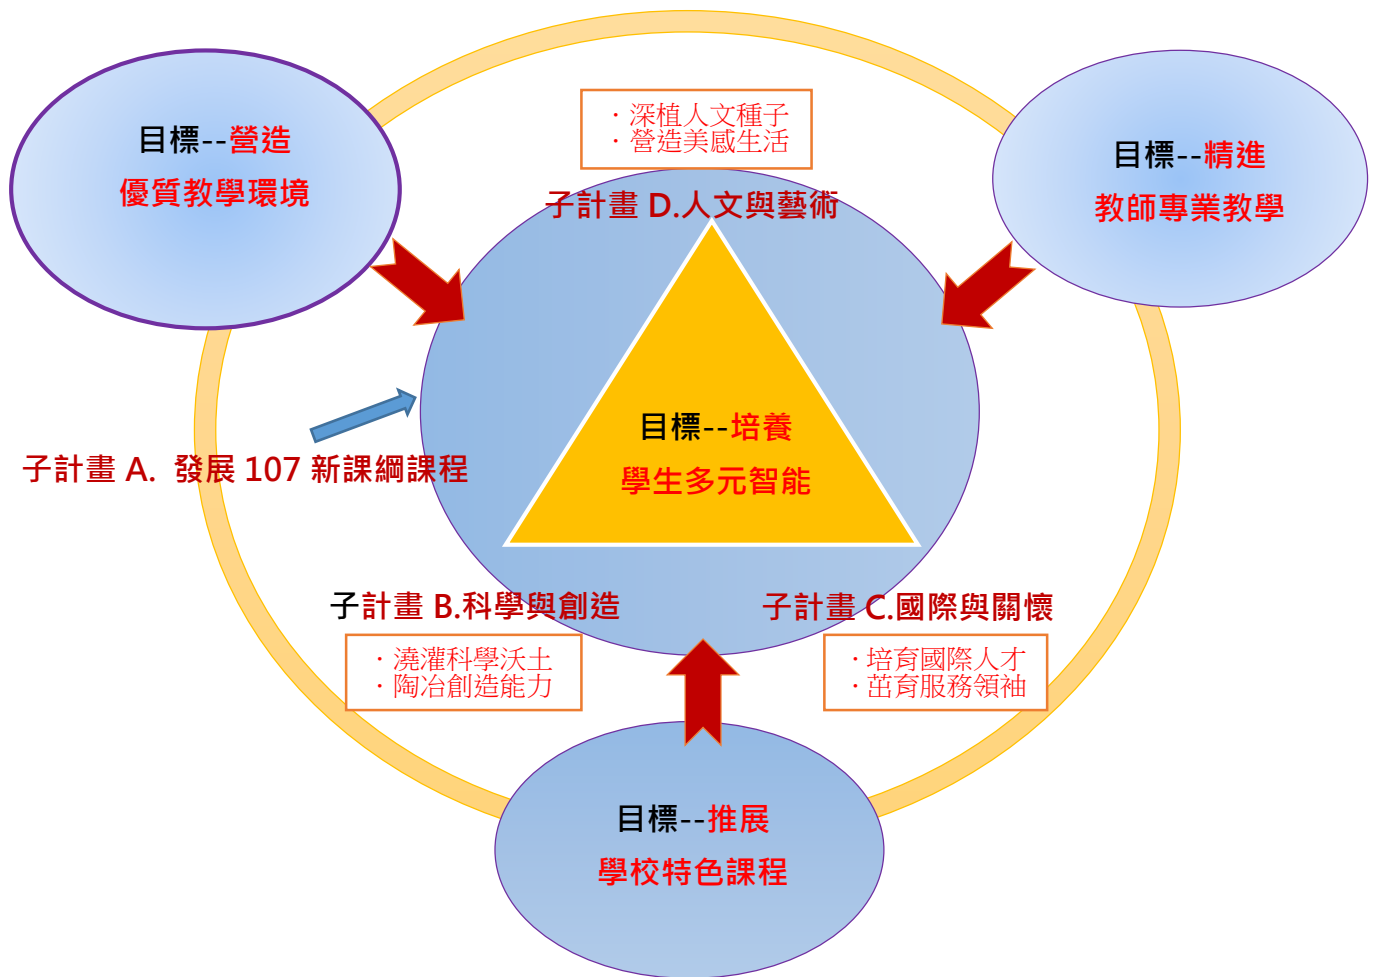 ・深植人文種子
・營造美感生活
目標--營造
優質教學環境
目標--精進
教師專業教學
子計畫 D.人文與藝術
目標--培養
學生多元智能
子計畫 A. 發展 107 新課綱課程
子計畫 B.科學與創造
・澆灌科學沃土
・陶冶創造能力
子計畫 C.國際與關懷
・培育國際人才
・茁育服務領袖
目標--推展
學校特色課程